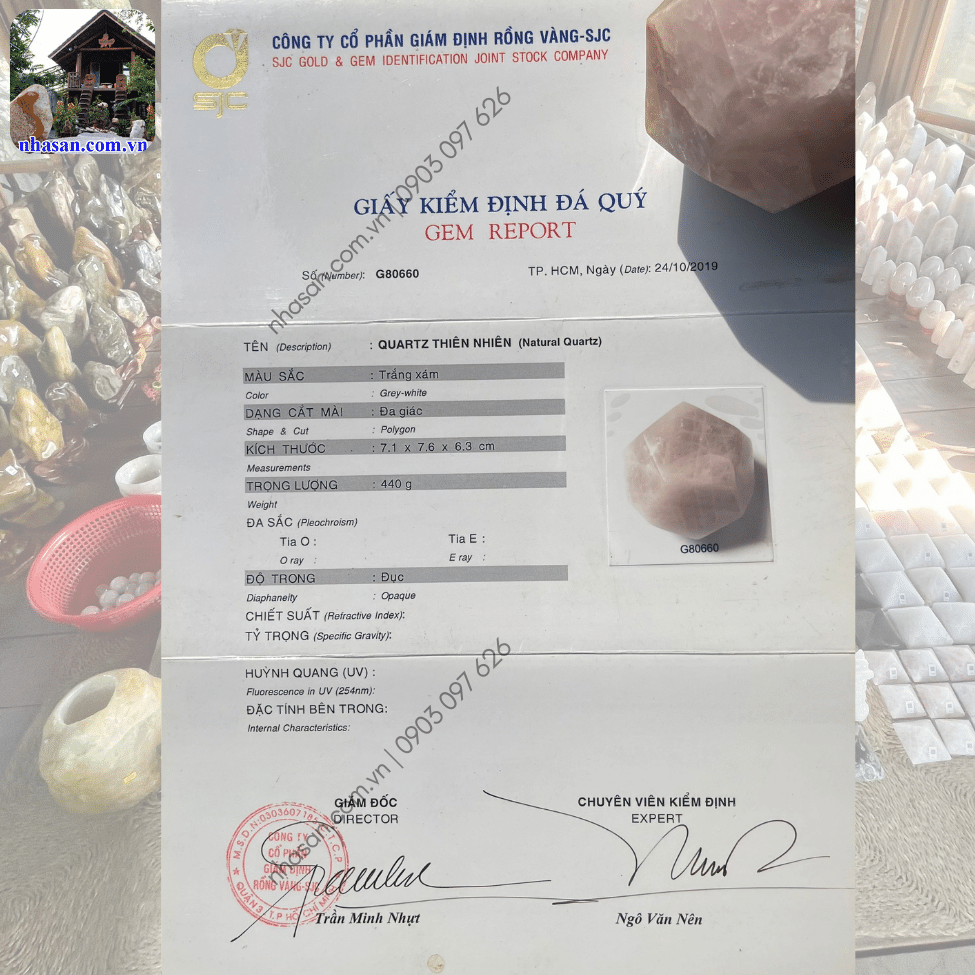 nhasan.com.vn
SJC
CÔNG TY CỔ PHẦN GIÁM ĐỊNH RỒNG VÀNG-SJC
SJC GOLD & GEM IDENTIFICATION JOINT STOCK COMPANY
nhasan.com.vn | 0903 097 626
GIẤY KIỂM ĐỊNH ĐÁ QUÝ
GEM REPORT
Số (Number): G80660
TP. HCM, Ngày (Date): 24/10/2019
TÊN (Description) : QUARTZ THIÊN NHIÊN (Natural Quartz)
MÀU SẮC : Trắng xám
Color : Grey-white
DẠNG CẮT MÀI : Đa giác
Shape & Cut : Polygon
KÍCH THƯỚC : 7.1 x 7.6 x 6.3 cm
Measurements
TRỌNG LƯỢNG : 440 g
Weight
ĐA SẮC (Pleochroism)
Tia O : Tia E :
O ray : E ray :
ĐỘ TRONG : Đục
Diaphaneity : Opaque
CHIẾT SUẤT (Refractive Index):
TỶ TRỌNG (Specific Gravity):
G80660
HUỲNH QUANG (UV) :
Fluorescence in UV (254nm):
ĐẶC TÍNH BÊN TRONG:
Internal Characteristics:
nhasan.com.vn | 0903 097 626
GIÁM ĐỐC
DIRECTOR
CHUYÊN VIÊN KIỂM ĐỊNH
EXPERT
M.S.D.N:0303607185-C.T.C.P
CÔNG TY
CỔ PHẦN
GIÁM ĐỊNH
RỒNG VÀNG-SJC
QUẬN 3, T.P HỒ CHÍ MINH
Trần Minh Nhựt
Ngô Văn Nên